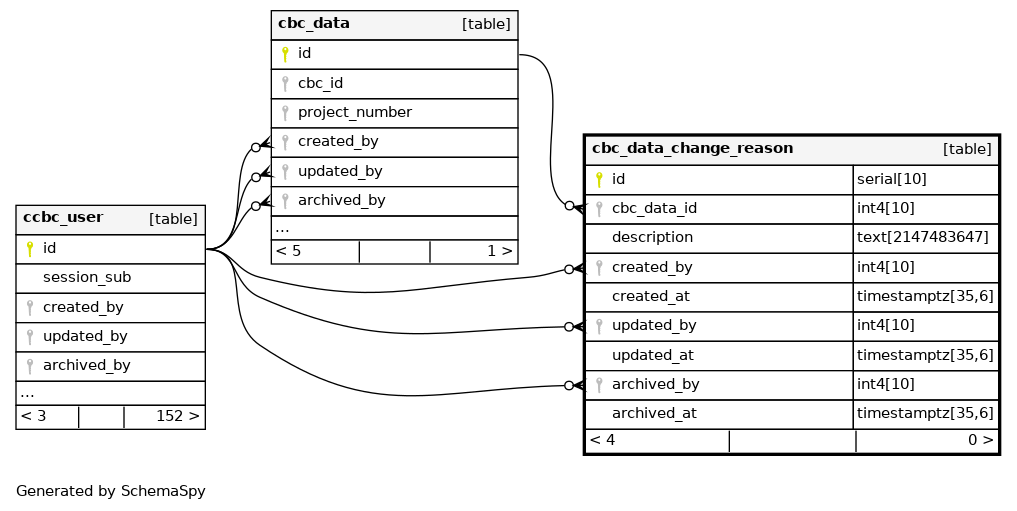 cbc_data [table]
id
cbc_id
project_number
created_by
updated_by
archived_by
...
< 5 1 >
cbc_data_change_reason [table]
id serial[10]
cbc_data_id int4[10]
description text[2147483647]
created_by int4[10]
created_at timestamptz[35,6]
updated_by int4[10]
updated_at timestamptz[35,6]
archived_by int4[10]
archived_at timestamptz[35,6]
< 4 0 >
ccbc_user [table]
id
session_sub
created_by
updated_by
archived_by
...
< 3 152 >
Generated by SchemaSpy